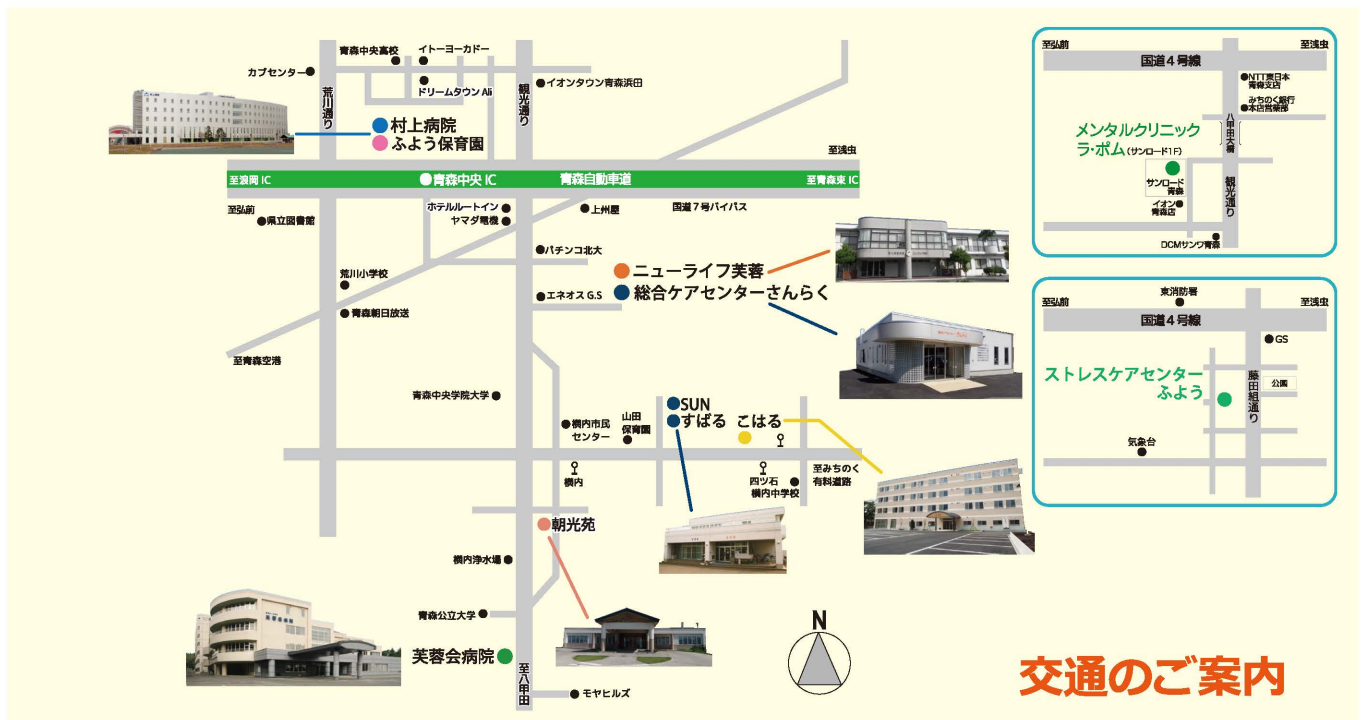 青森中央高校
イトーヨーカドー
カブセンター
ドリームタウンAli
イオンタウン青森浜田
荒川通り
観光通り
村上病院
ふよう保育園
至浅虫
至浪岡IC
青森中央IC
青森自動車道
至青森東IC
至弘前
県立図書館
ホテルルートイン
ヤマダ電機
上州屋
国道7号バイパス
パチンコ北大
荒川小学校
ニューライフ芙蓉
総合ケアセンターさんらく
エネオスG.S
青森朝日放送
至青森空港
青森中央学院大学
横内市民
センター
山田
保育園
SUN
すばる
こはる
横内
四ツ石
横内中学校
至みちのく
有料道路
朝光苑
横内浄水場
青森公立大学
芙蓉会病院
至八甲田
モヤヒルズ
N
交通のご案内
至弘前
至浅虫
国道4号線
NTT東日本
青森支店
みちのく銀行
本店営業部
八甲田大橋
メンタルクリニック
ラ・ポム(サンロード1F)
サンロード
青森
イオン
青森店
観光通り
DCMサンワ青森
東消防署
至弘前
至浅虫
国道4号線
GS
ストレスケアセンター
ふよう
藤田組通り
公園
気象台